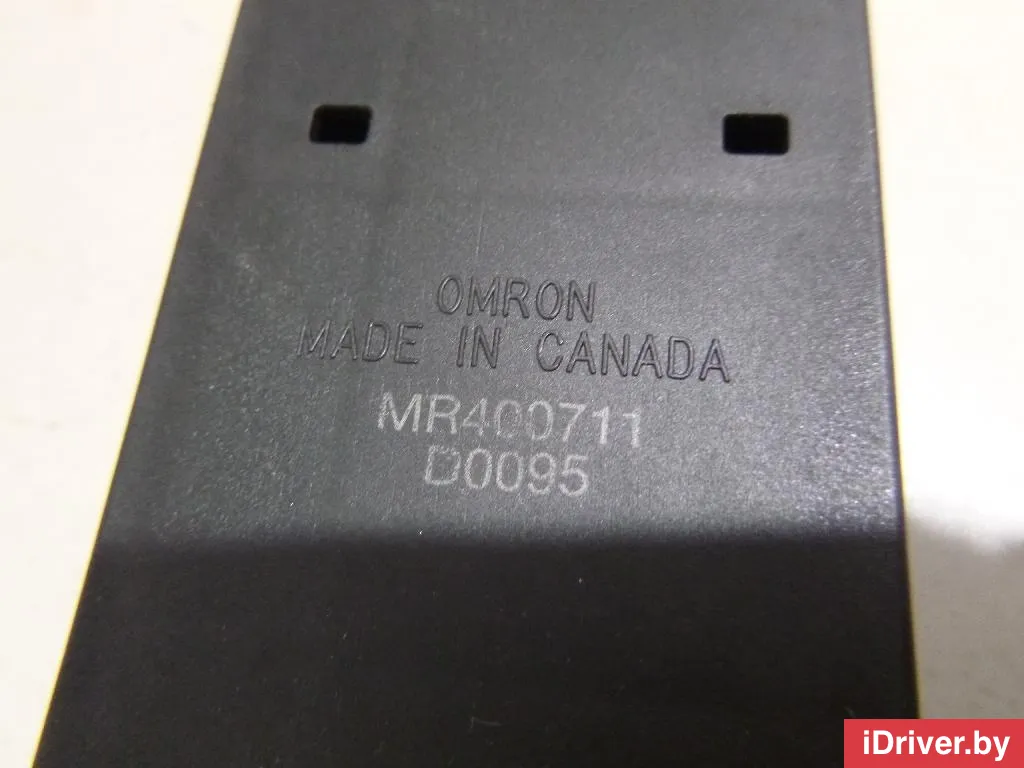 OMRON
MADE IN CANADA
MR400711
D0095
iDriver.by